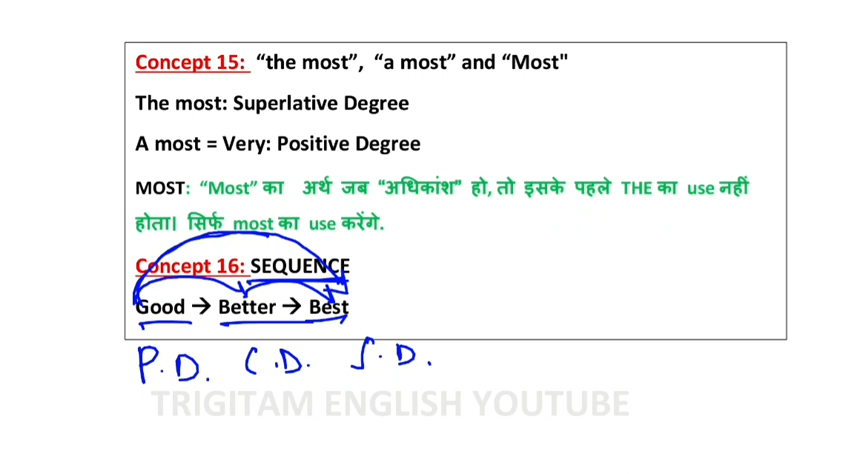 Concept 15: “the most”, “a most” and “Most"
The most: Superlative Degree
A most = Very: Positive Degree
MOST: “Most” का अर्थ जब “अधिकांश” हो, तो इसके पहले THE का use नहीं
होता। सिर्फ most का use करेंगे.
Concept 16: SEQUENCE
Good → Better → Best
P.D. C.D. S.D.
TRIGITAM ENGLISH YOUTUBE